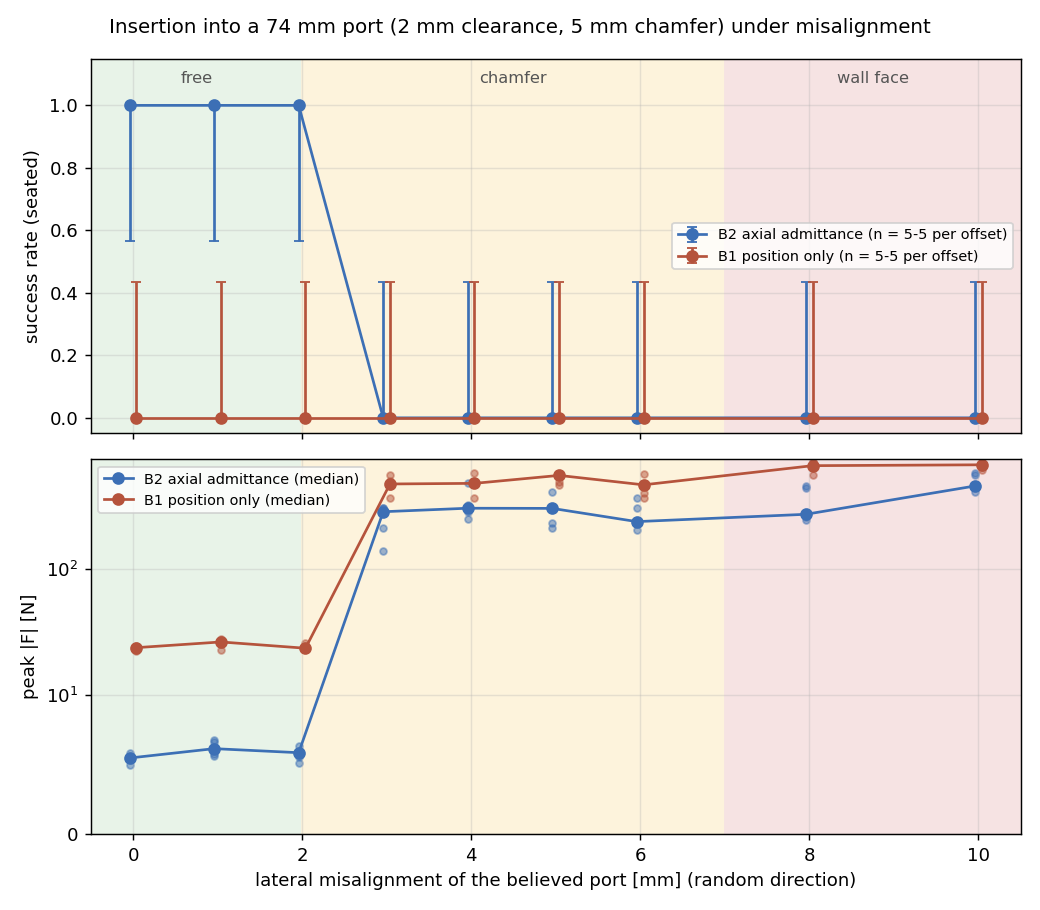 Insertion into a 74 mm port (2 mm clearance, 5 mm chamfer) under misalignment
free
chamfer
wall face
1.0
0.8
0.6
0.4
0.2
0.0
success rate (seated)
B2 axial admittance (n = 5-5 per offset)
B1 position only (n = 5-5 per offset)
B2 axial admittance (median)
B1 position only (median)
10²
10¹
0
peak |F| [N]
0 2 4 6 8 10
lateral misalignment of the believed port [mm] (random direction)